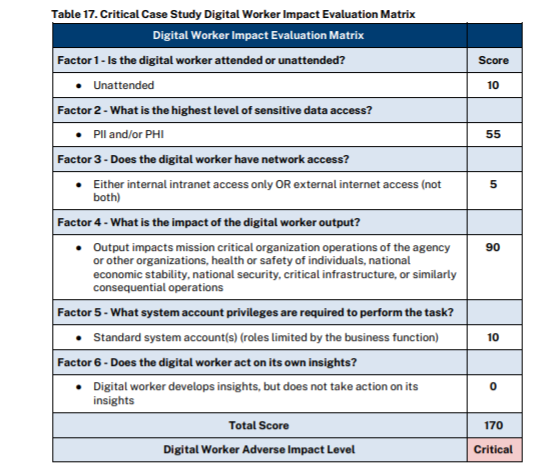 Table 17. Critical Case Study Digital Worker Impact Evaluation Matrix
Digital Worker Impact Evaluation Matrix
Factor 1 - Is the digital worker attended or unattended? Score
• Unattended 10
Factor 2 - What is the highest level of sensitive data access?
• PII and/or PHI 55
Factor 3 - Does the digital worker have network access?
• Either internal intranet access only OR external internet access (not 5
both)
Factor 4 - What is the impact of the digital worker output?
• Output impacts mission critical organization operations of the agency 90
or other organizations, health or safety of individuals, national
economic stability, national security, critical infrastructure, or similarly
consequential operations
Factor 5 - What system account privileges are required to perform the task?
• Standard system account(s) (roles limited by the business function) 10
Factor 6 - Does the digital worker act on its own insights?
• Digital worker develops insights, but does not take action on its 0
insights
Total Score 170
Digital Worker Adverse Impact Level Critical